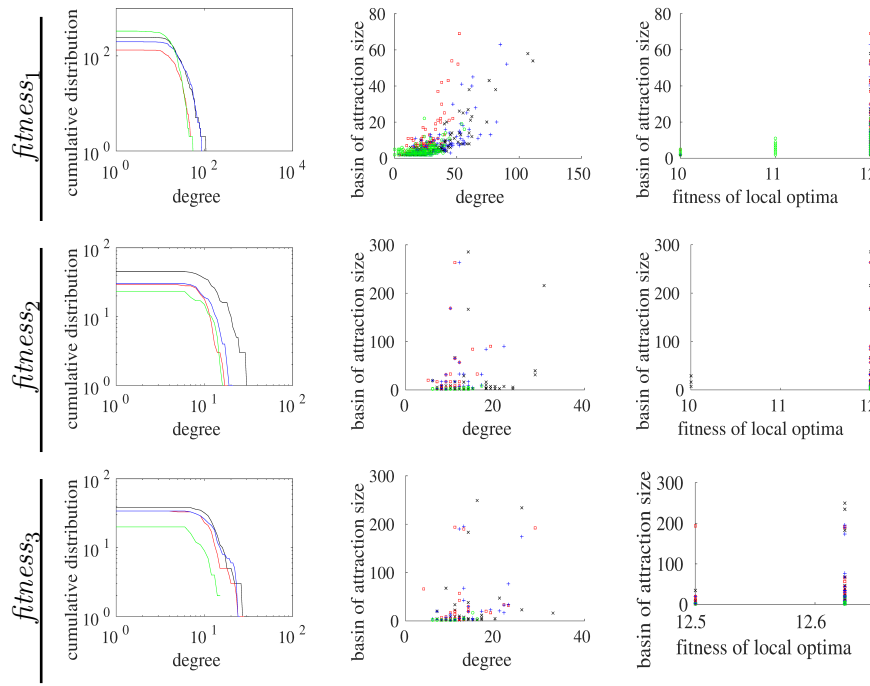 fitness1
cumulative distribution
10^2
10^0
10^0 10^2 10^4
degree
basin of attraction size
80
60
40
20
0
0 50 100 150
degree
basin of attraction size
80
60
40
20
0
10 11
fitness of local optima
fitness2
cumulative distribution
10^2
10^1
10^0
10^0 10^1 10^2
degree
basin of attraction size
300
200
100
0
0 20 40
degree
basin of attraction size
300
200
100
0
10 11
fitness of local optima
fitness3
cumulative distribution
10^2
10^1
10^0
10^0 10^1 10^2
degree
basin of attraction size
300
200
100
0
0 20 40
degree
basin of attraction size
300
200
100
0
12.5 12.6
fitness of local optima